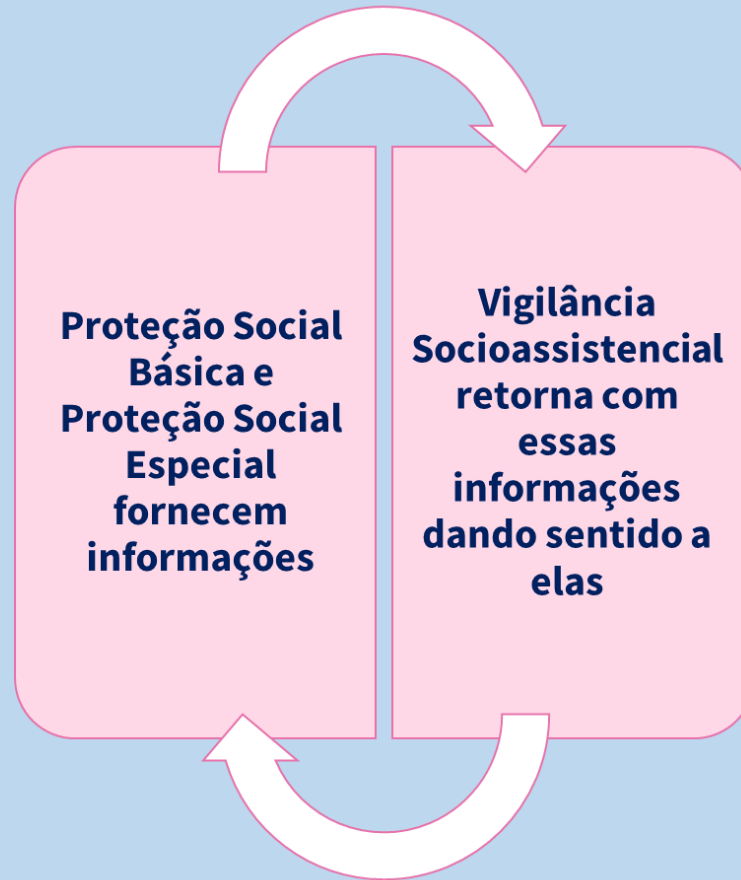 Proteção Social
Básica e
Proteção Social
Especial
fornecem
informações
Vigilância
Socioassistencial
retorna com
essas
informações
dando sentido a
elas